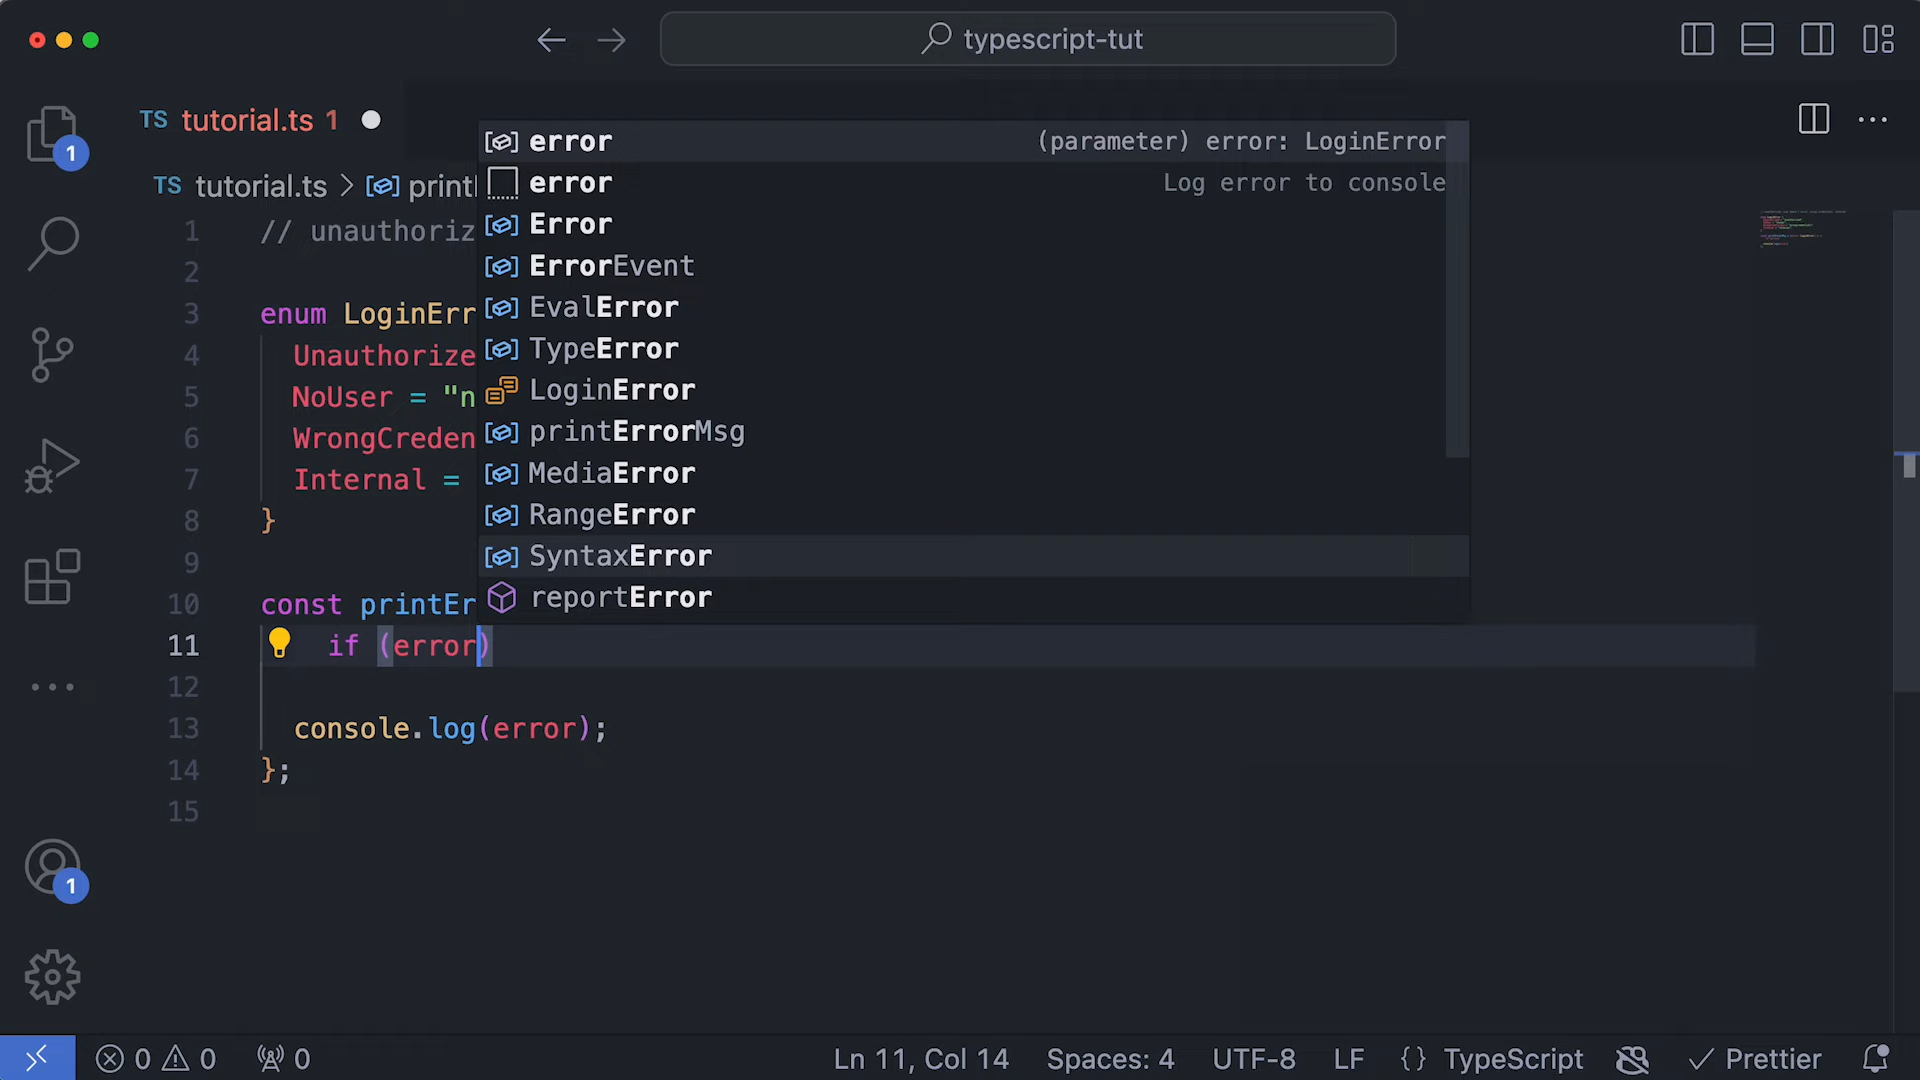 typescript-tut
TS tutorial.ts 1
TS tutorial.ts > printl
1
1 // unauthoriz
2
3 enum LoginErr
4 Unauthorize
5 NoUser = "n
6 WrongCreden
7 Internal =
8 }
9
10 const printEr
11 if (error)
12
13 console.log(error);
14 };
15
error (parameter) error: LoginError
error Log error to console
Error
ErrorEvent
EvalError
TypeError
LoginError
printErrorMsg
MediaError
RangeError
SyntaxError
reportError
1
0 0 0 Ln 11, Col 14 Spaces: 4 UTF-8 LF {} TypeScript Prettier